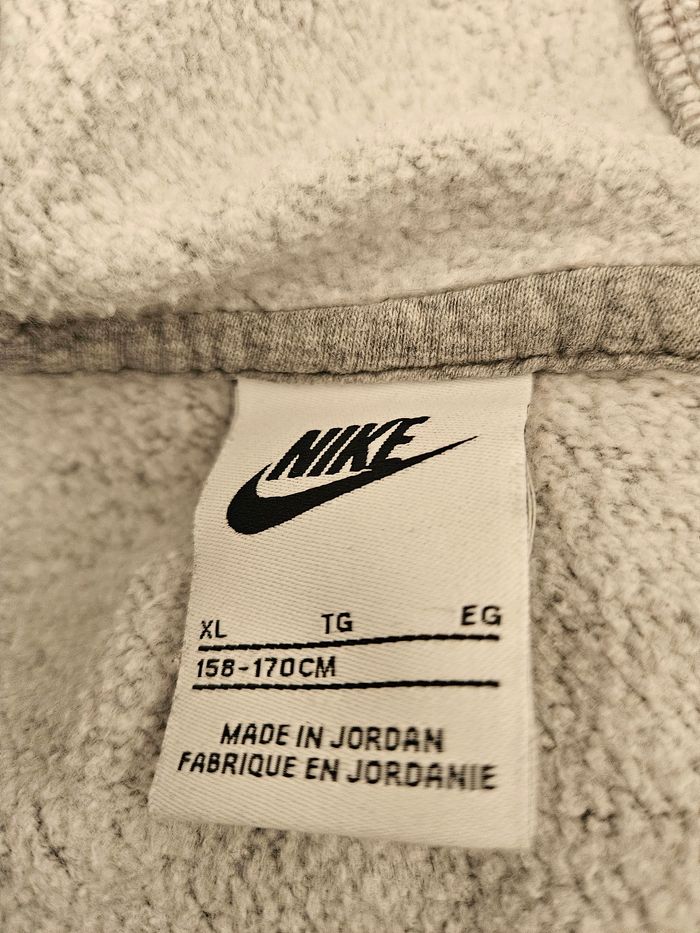 NIKE
XL TG EG
158-170CM
MADE IN JORDAN
FABRIQUE EN JORDANIE